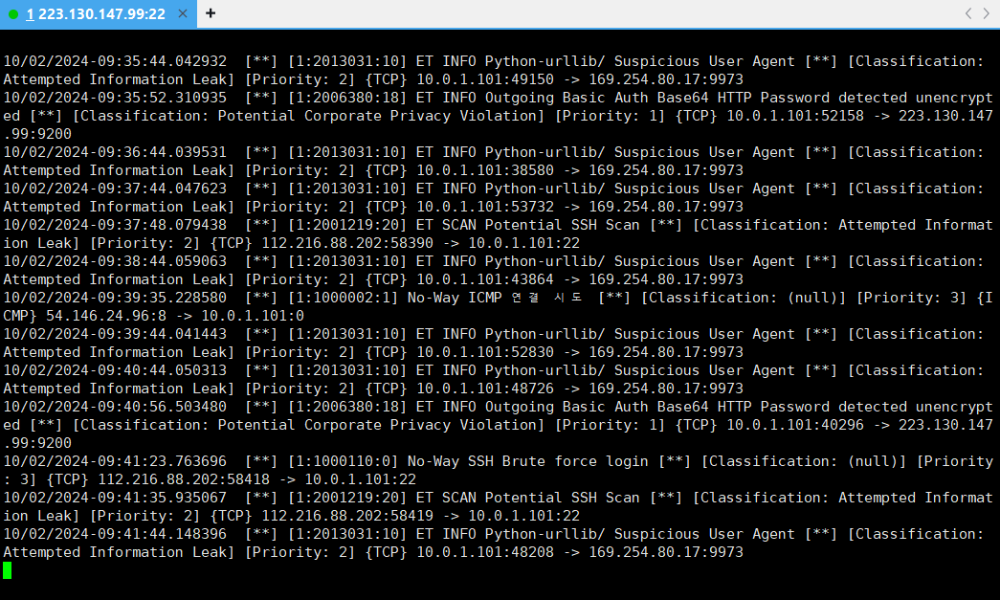 1 223.130.147.99:22 × +
10/02/2024-09:35:44.042932  [**] [1:2013031:10] ET INFO Python-urllib/ Suspicious User Agent [**] [Classification:
Attempted Information Leak] [Priority: 2] {TCP} 10.0.1.101:49150 -> 169.254.80.17:9973
10/02/2024-09:35:52.310935  [**] [1:2006380:18] ET INFO Outgoing Basic Auth Base64 HTTP Password detected unencrypt
ed [**] [Classification: Potential Corporate Privacy Violation] [Priority: 1] {TCP} 10.0.1.101:52158 -> 223.130.147
.99:9200
10/02/2024-09:36:44.039531  [**] [1:2013031:10] ET INFO Python-urllib/ Suspicious User Agent [**] [Classification:
Attempted Information Leak] [Priority: 2] {TCP} 10.0.1.101:38580 -> 169.254.80.17:9973
10/02/2024-09:37:44.047623  [**] [1:2013031:10] ET INFO Python-urllib/ Suspicious User Agent [**] [Classification:
Attempted Information Leak] [Priority: 2] {TCP} 10.0.1.101:53732 -> 169.254.80.17:9973
10/02/2024-09:37:48.079438  [**] [1:2001219:20] ET SCAN Potential SSH Scan [**] [Classification: Attempted Informat
ion Leak] [Priority: 2] {TCP} 112.216.88.202:58390 -> 10.0.1.101:22
10/02/2024-09:38:44.059063  [**] [1:2013031:10] ET INFO Python-urllib/ Suspicious User Agent [**] [Classification:
Attempted Information Leak] [Priority: 2] {TCP} 10.0.1.101:43864 -> 169.254.80.17:9973
10/02/2024-09:39:35.228580  [**] [1:1000002:1] No-Way ICMP 연결 시도 [**] [Classification: (null)] [Priority: 3] {I
CMP} 54.146.24.96:8 -> 10.0.1.101:0
10/02/2024-09:39:44.041443  [**] [1:2013031:10] ET INFO Python-urllib/ Suspicious User Agent [**] [Classification:
Attempted Information Leak] [Priority: 2] {TCP} 10.0.1.101:52830 -> 169.254.80.17:9973
10/02/2024-09:40:44.050313  [**] [1:2013031:10] ET INFO Python-urllib/ Suspicious User Agent [**] [Classification:
Attempted Information Leak] [Priority: 2] {TCP} 10.0.1.101:48726 -> 169.254.80.17:9973
10/02/2024-09:40:56.503480  [**] [1:2006380:18] ET INFO Outgoing Basic Auth Base64 HTTP Password detected unencrypt
ed [**] [Classification: Potential Corporate Privacy Violation] [Priority: 1] {TCP} 10.0.1.101:40296 -> 223.130.147
.99:9200
10/02/2024-09:41:23.763696  [**] [1:1000110:0] No-Way SSH Brute force login [**] [Classification: (null)] [Priority
: 3] {TCP} 112.216.88.202:58418 -> 10.0.1.101:22
10/02/2024-09:41:35.935067  [**] [1:2001219:20] ET SCAN Potential SSH Scan [**] [Classification: Attempted Informat
ion Leak] [Priority: 2] {TCP} 112.216.88.202:58419 -> 10.0.1.101:22
10/02/2024-09:41:44.148396  [**] [1:2013031:10] ET INFO Python-urllib/ Suspicious User Agent [**] [Classification:
Attempted Information Leak] [Priority: 2] {TCP} 10.0.1.101:48208 -> 169.254.80.17:9973